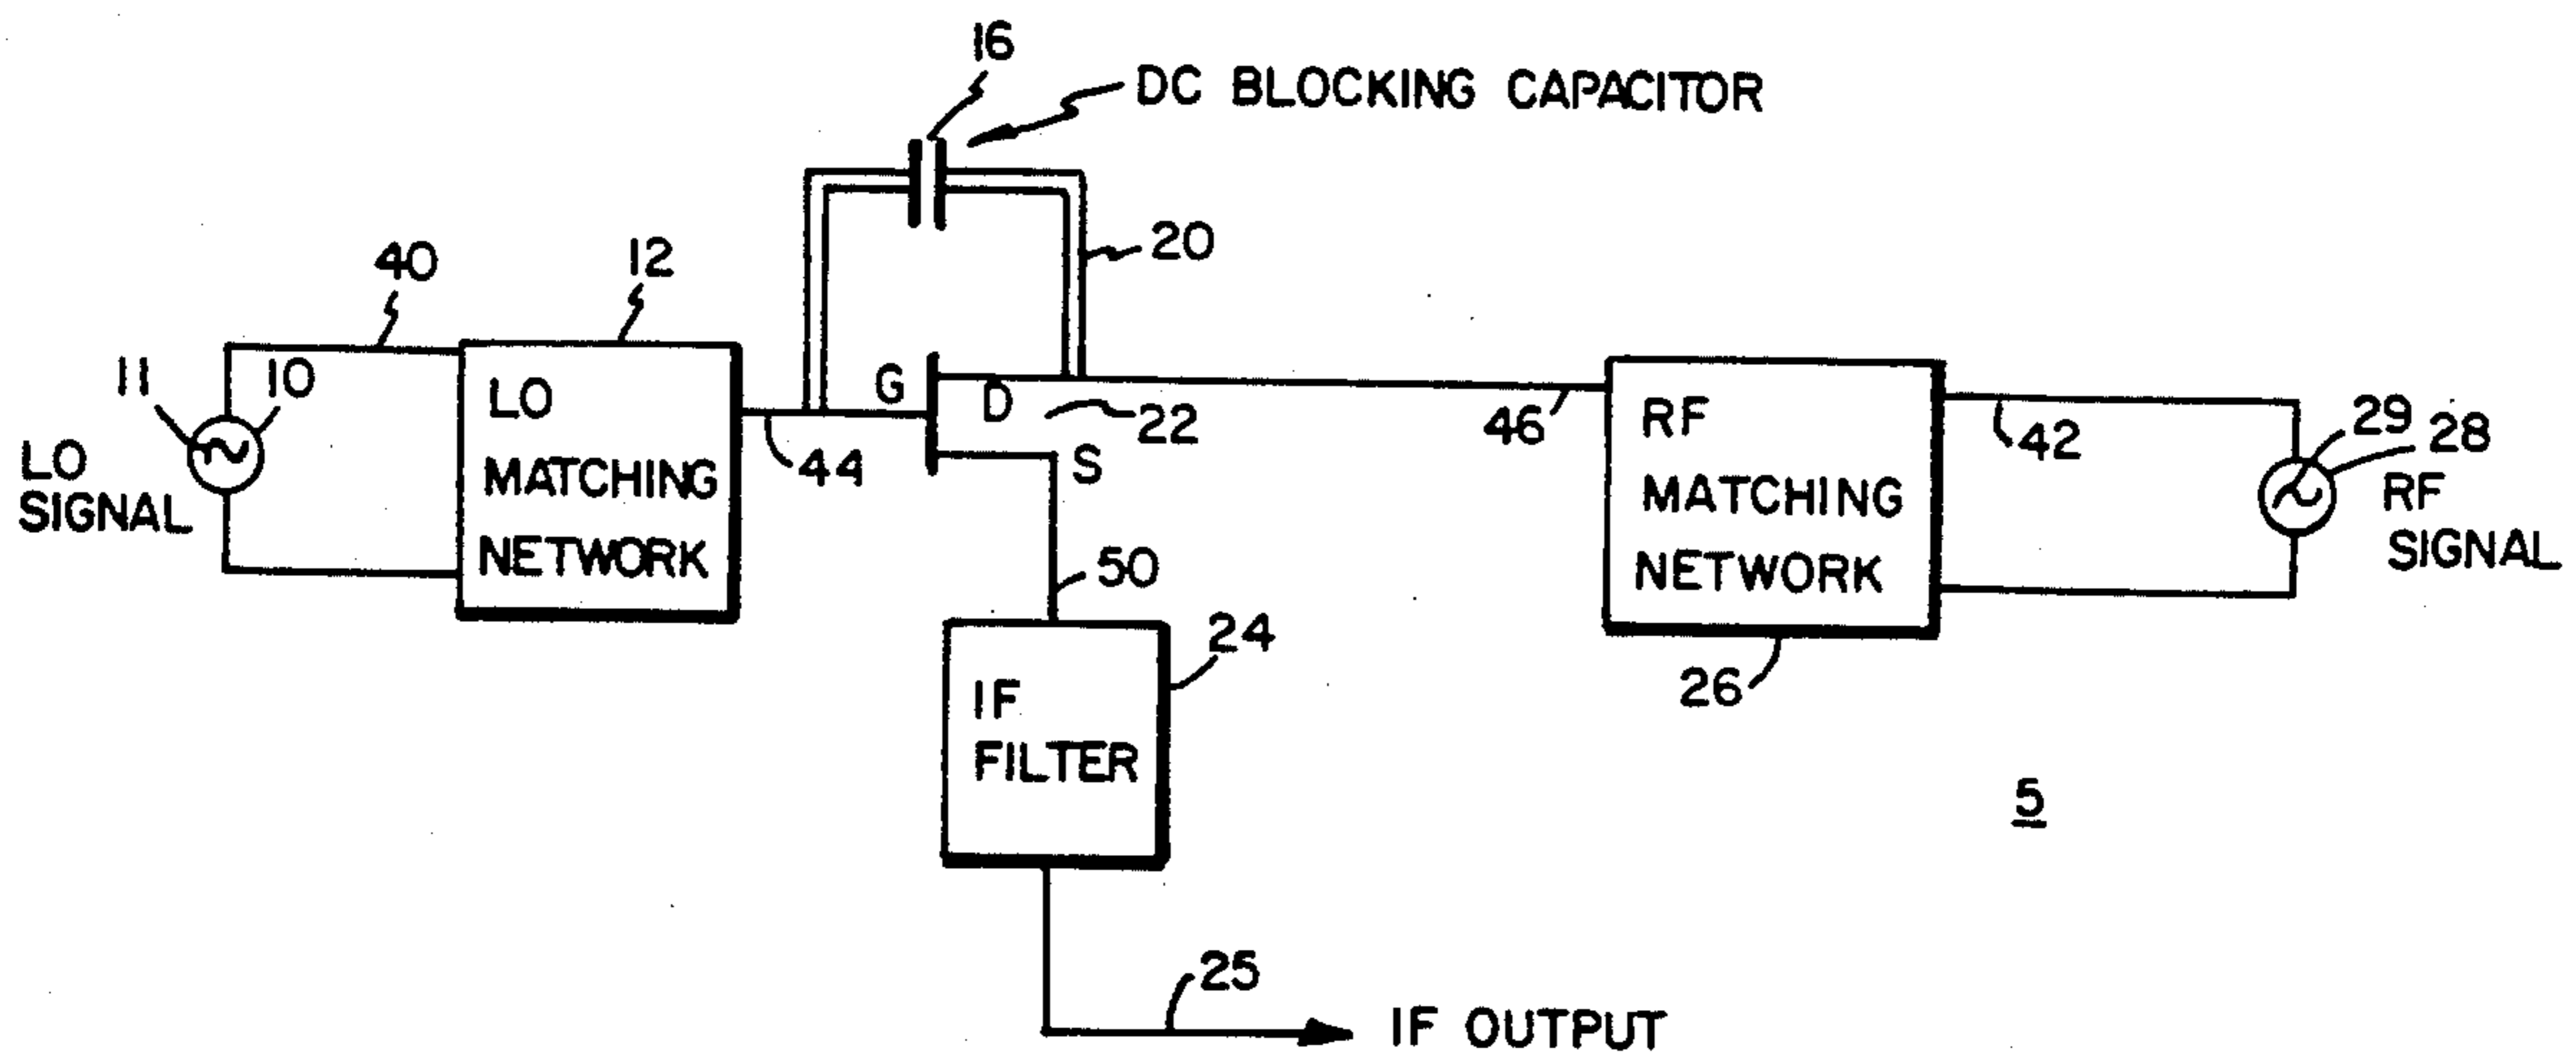 16
DC BLOCKING CAPACITOR
20
40
12
11
10
LO
SIGNAL
LO
MATCHING
NETWORK
44
G
D
22
S
46
RF
MATCHING
NETWORK
42
29
28
RF
SIGNAL
50
24
IF
FILTER
26
5
25
IF OUTPUT